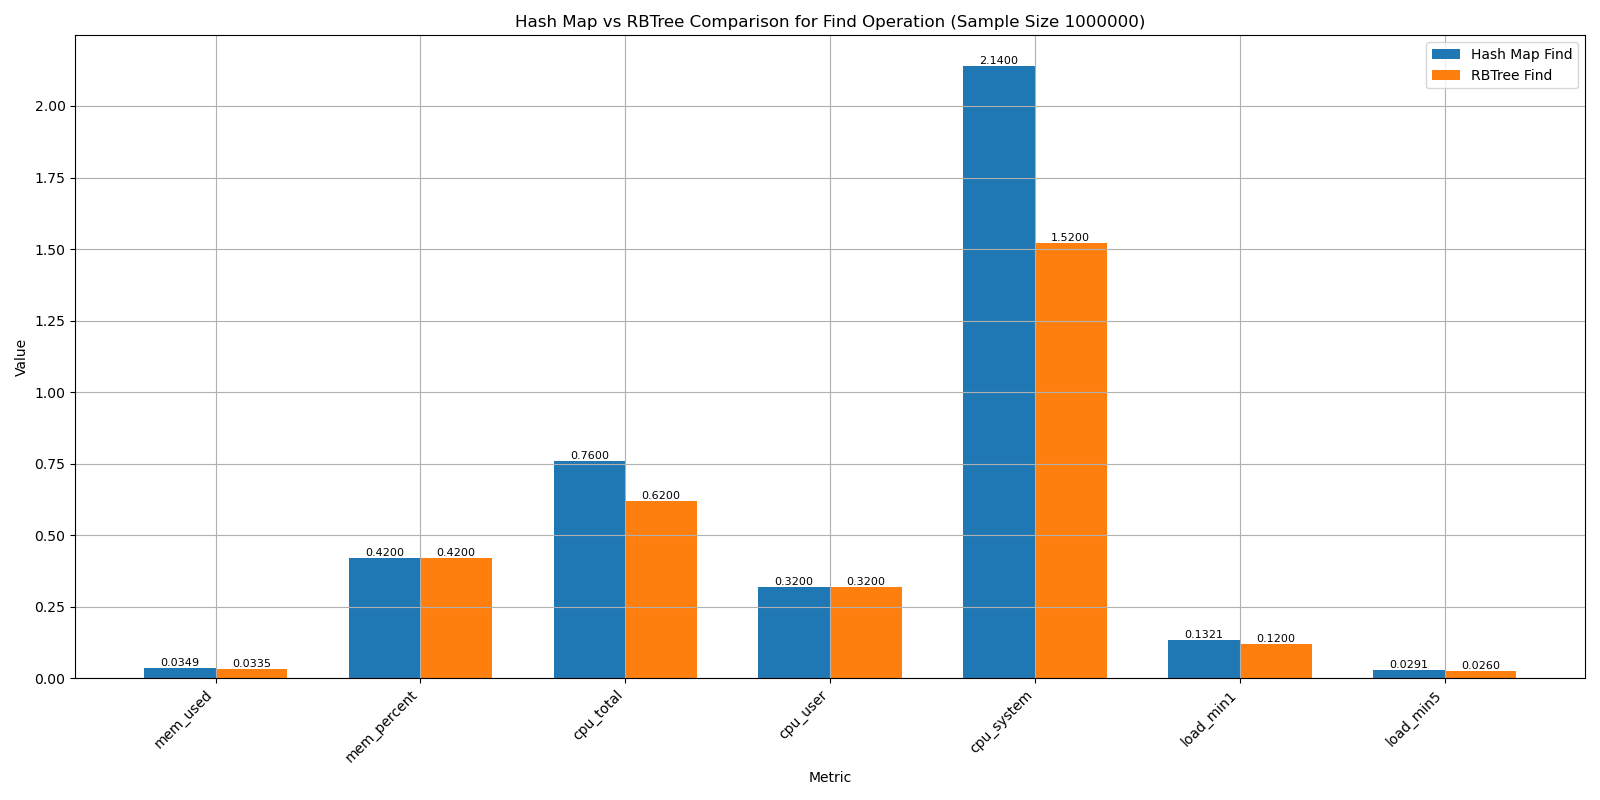 Hash Map vs RBTree Comparison for Find Operation (Sample Size 1000000)
Hash Map Find
RBTree Find
Value
2.00
1.75
1.50
1.25
1.00
0.75
0.50
0.25
0.00
0.0349
0.0335
0.4200
0.4200
0.7600
0.6200
0.3200
0.3200
2.1400
1.5200
0.1321
0.1200
0.0291
0.0260
mem_used
mem_percent
cpu_total
cpu_user
cpu_system
load_min1
load_min5
Metric